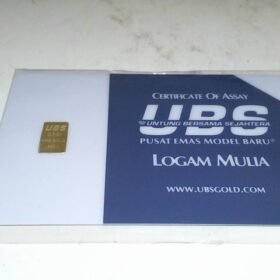 CERTIFICATE OF ASSAY
UBS
UNTUNG BERSAMA SEJAHTERA
PUSAT EMAS MODEL BARU®
LOGAM MULIA
WWW.UBSGOLD.COM
UBS